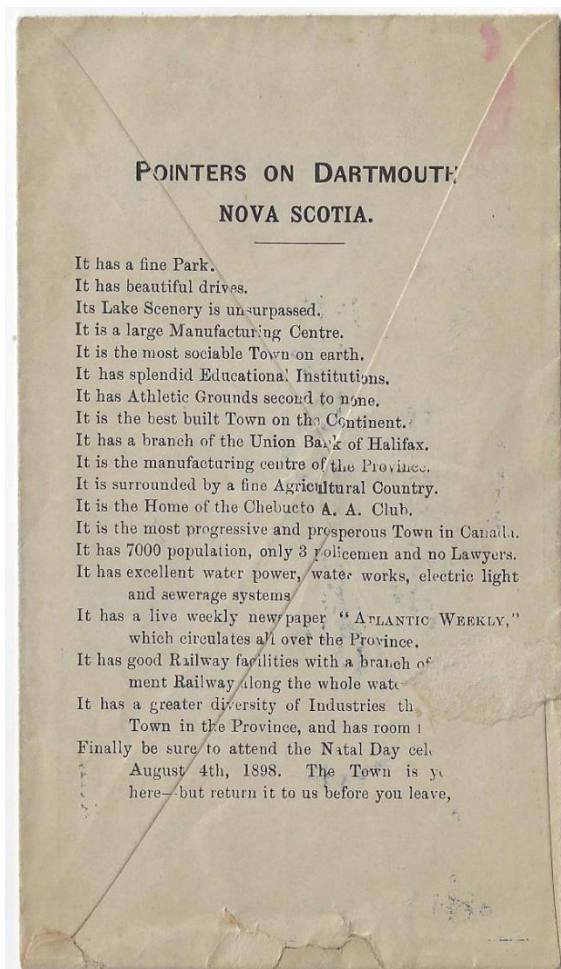 POINTERS ON DARTMOUTH
NOVA SCOTIA.
It has a fine Park.
It has beautiful drives.
Its Lake Scenery is unsurpassed.
It is a large Manufacturing Centre.
It is the most sociable Town on earth.
It has splendid Educational Institutions.
It has Athletic Grounds second to none.
It is the best built Town on the Continent.
It has a branch of the Union Bank of Halifax.
It is the manufacturing centre of the Province.
It is surrounded by a fine Agricultural Country.
It is the Home of the Chebucto A. A. Club.
It is the most progressive and prosperous Town in Canada.
It has 7000 population, only 3 policemen and no Lawyers.
It has excellent water power, water works, electric light
and sewerage systems
It has a live weekly newspaper "ATLANTIC WEEKLY,"
which circulates all over the Province.
It has good Railway facilities with a branch of
ment Railway along the whole
It has a greater diversity of Industries
Town in the Province, and has room
Finally be sure to attend the Natal Day
August 4th, 1898. The Town is
here—but return it to us before you leave,